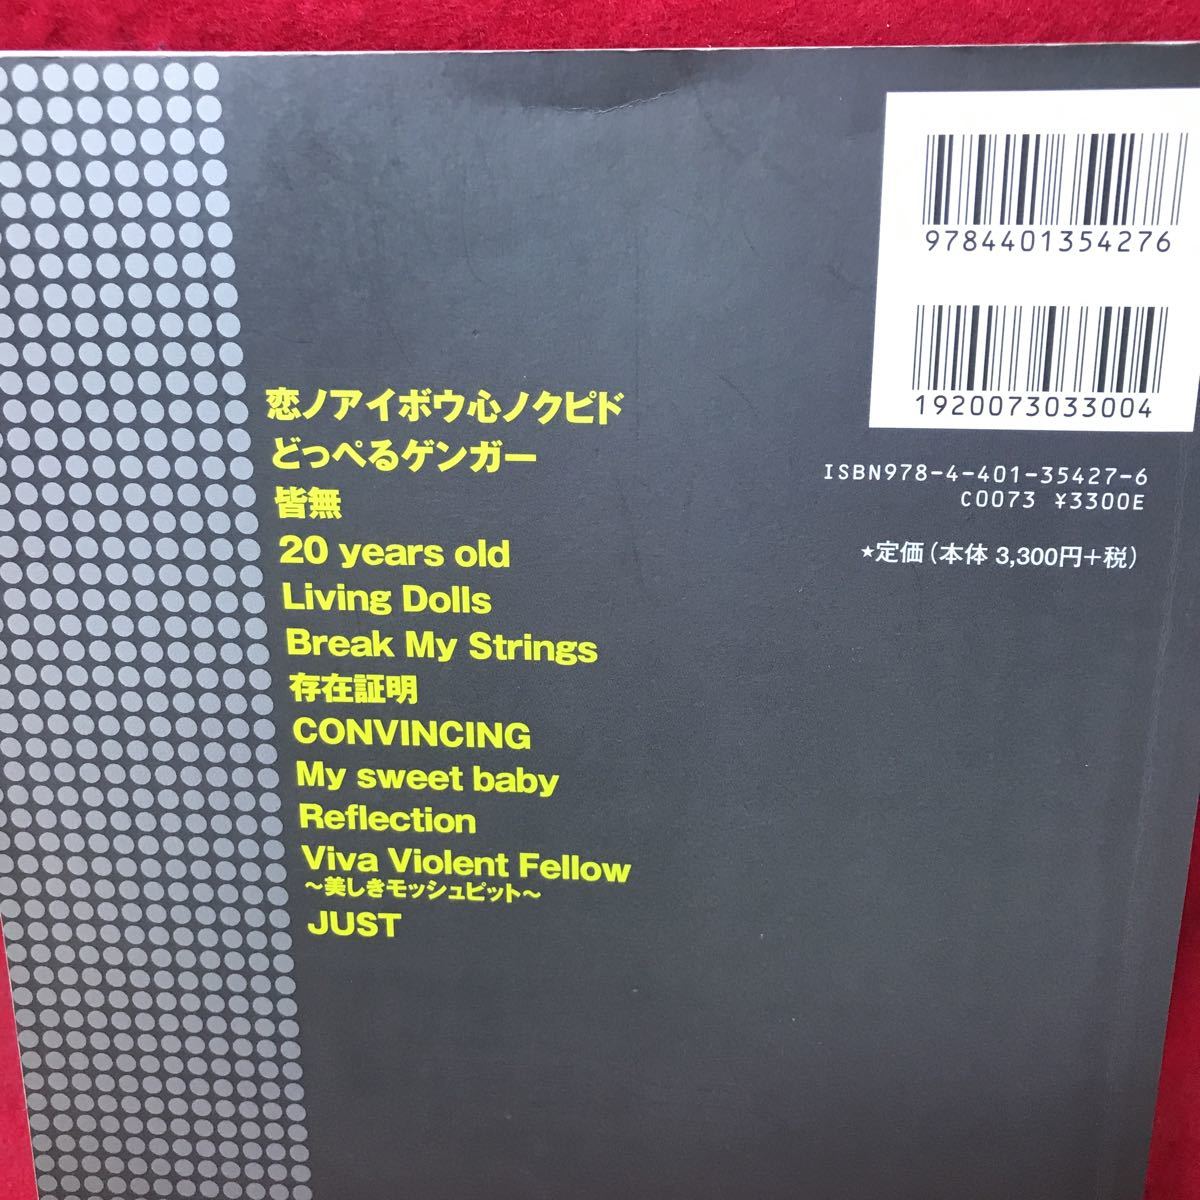 9784401354276
1920073033004
ISBN978-4-401-35427-6
C0073 ¥3300E
★定価（本体 3,300円＋税）
恋ノアイボウ心ノクピド
どっぺるゲンガー
皆無
20 years old
Living Dolls
Break My Strings
存在証明
CONVINCING
My sweet baby
Reflection
Viva Violent Fellow
～美しきモッシュピット～
JUST